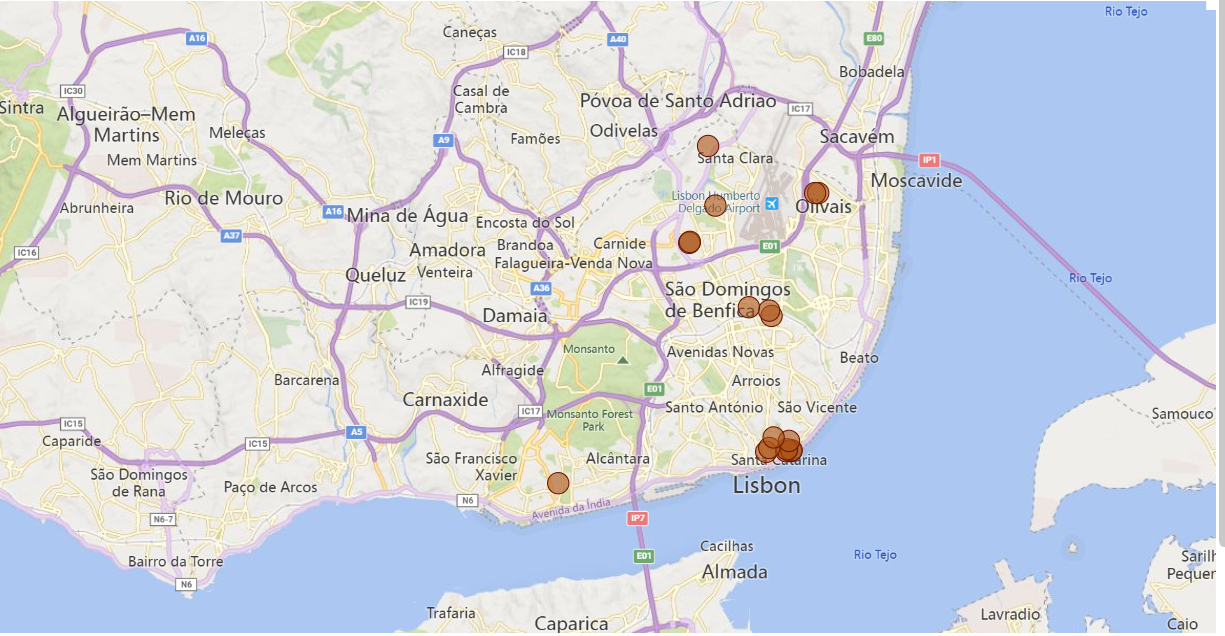 Rio Tejo
Caneças
A16
A40
E80
IC18
Bobadela
IC30
Casal de
Cambra
Sintra
Póvoa de Santo Adriao
IC17
Algueirão–Mem
Martins
Meleças
A9
Famões
Odivelas
Sacavém
Mem Martins
Santa Clara
IP1
Moscavide
Rio de Mouro
Abrunheira
A16
Mina de Água
Lisbon Humberto
Delgado Airport
Olivais
Encosta do Sol
A37
IC16
Amadora
Brandoa
Carnide
E01
Falagueira-Venda Nova
Queluz
Venteira
Rio Tejo
A36
São Domingos
de Benfica
IC19
Damaia
Monsanto
Avenidas Novas
Beato
Alfragide
Barcarena
Arroios
E01
Carnaxide
Santo António
São Vicente
IC17
Monsanto Forest
Park
Samouco
IC15
A5
Caparide
IC15
São Francisco
Xavier
Alcântara
Santa Catarina
São Domingos
de Rana
Paço de Arcos
Lisbon
N6
Avenida da Índia
N6-7
IP7
Cacilhas
E01
Rio Tejo
Bairro da Torre
Almada
N6
Trafaria
Caparica
Lavradio
Caio